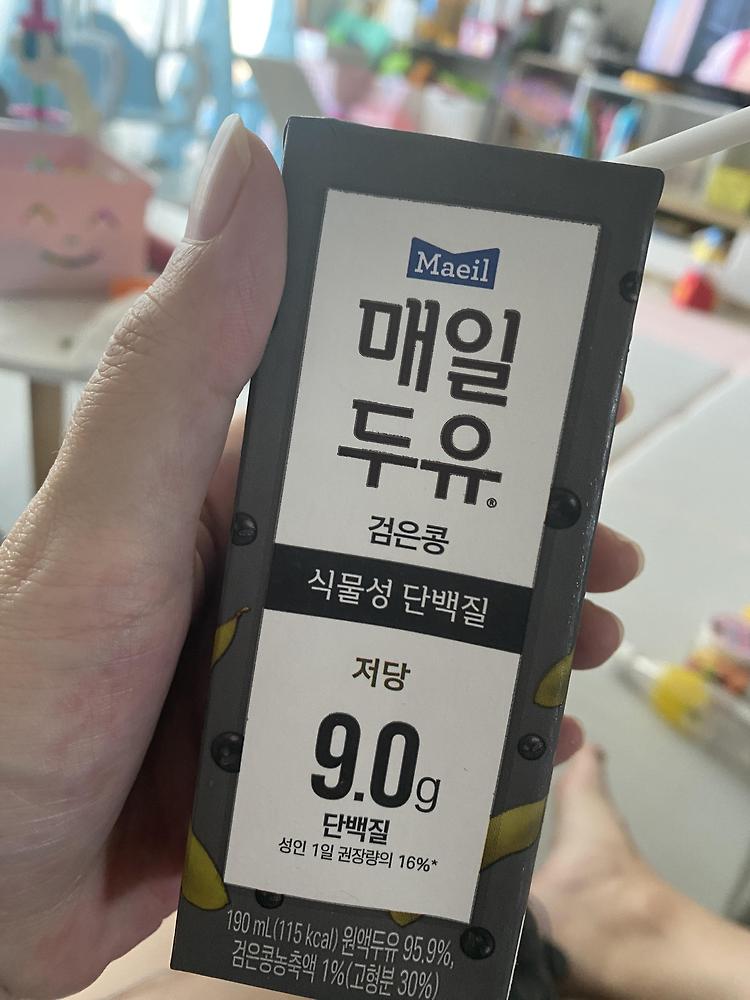 Maeil
매일
두유®
검은콩
식물성 단백질
저당
9.0g
단백질
성인 1일 권장량의 16%*
190 mL(115 kcal) 원액두유 95.9%,
검은콩농축액 1%(고형분 30%)